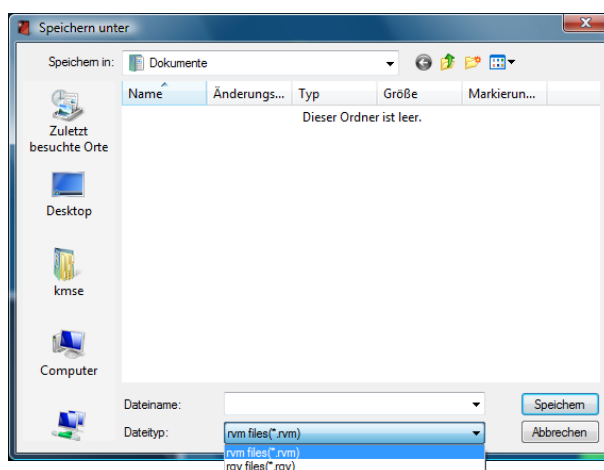 Speichern unter
Speichern in:
Dokumente
Name
Änderungs...
Typ
Größe
Markierun...
Dieser Ordner ist leer.
Zuletzt
besuchte Orte
Desktop
kmse
Computer
Dateiname:
Speichern
Dateityp:
rvm files(*.rvm)
Abbrechen
rvm files(*.rvm)
rgv files(*.rgv)